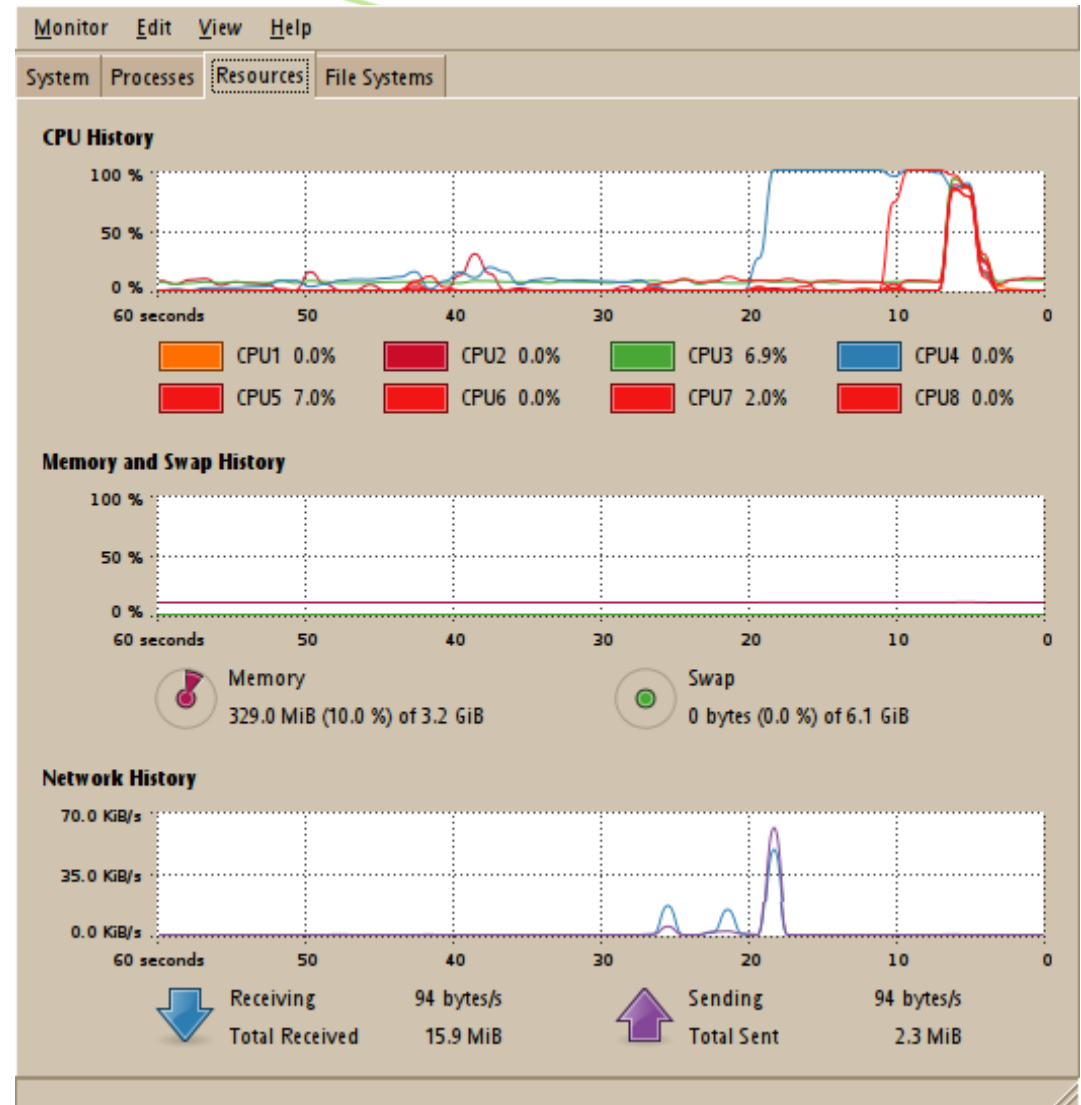 Monitor Edit View Help
System Processes Resources File Systems
CPU History
100 %
50 %
0 %
60 seconds 50 40 30 20 10 0
CPU1 0.0% CPU2 0.0% CPU3 6.9% CPU4 0.0%
CPU5 7.0% CPU6 0.0% CPU7 2.0% CPU8 0.0%
Memory and Swap History
100 %
50 %
0 %
60 seconds 50 40 30 20 10 0
Memory Swap
329.0 MiB (10.0 %) of 3.2 GiB 0 bytes (0.0 %) of 6.1 GiB
Network History
70.0 KiB/s
35.0 KiB/s
0.0 KiB/s
60 seconds 50 40 30 20 10 0
Receiving 94 bytes/s Sending 94 bytes/s
Total Received 15.9 MiB Total Sent 2.3 MiB